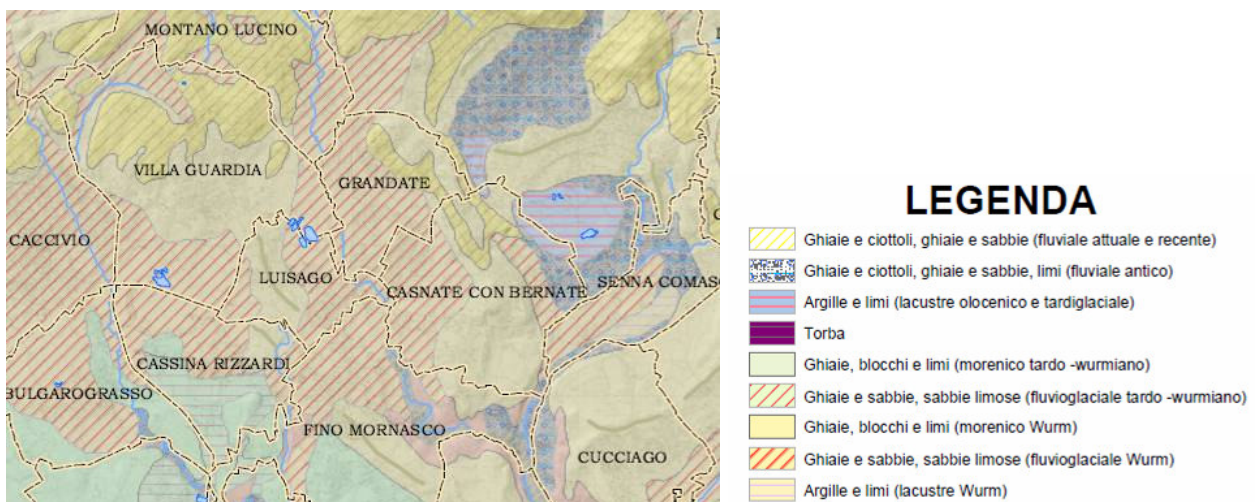 MONTANO LUCINO
VILLA GUARDIA
GRANDATE
CACCIVIO
LUISAGO
CASNATE CON BERNATE
SENNA COMASC
CASSINA RIZZARDI
BULGAROGRASSO
FINO MORNASCO
CUCCIAGO
LEGENDA
Ghiaie e ciottoli, ghiaie e sabbie (fluviale attuale e recente)
Ghiaie e ciottoli, ghiaie e sabbie, limi (fluviale antico)
Argille e limi (lacustre olocenico e tardiglaciale)
Torba
Ghiaie, blocchi e limi (morenico tardo -wurmiano)
Ghiaie e sabbie, sabbie limose (fluvioglaciale tardo -wurmiano)
Ghiaie, blocchi e limi (morenico Wurm)
Ghiaie e sabbie, sabbie limose (fluvioglaciale Wurm)
Argille e limi (lacustre Wurm)